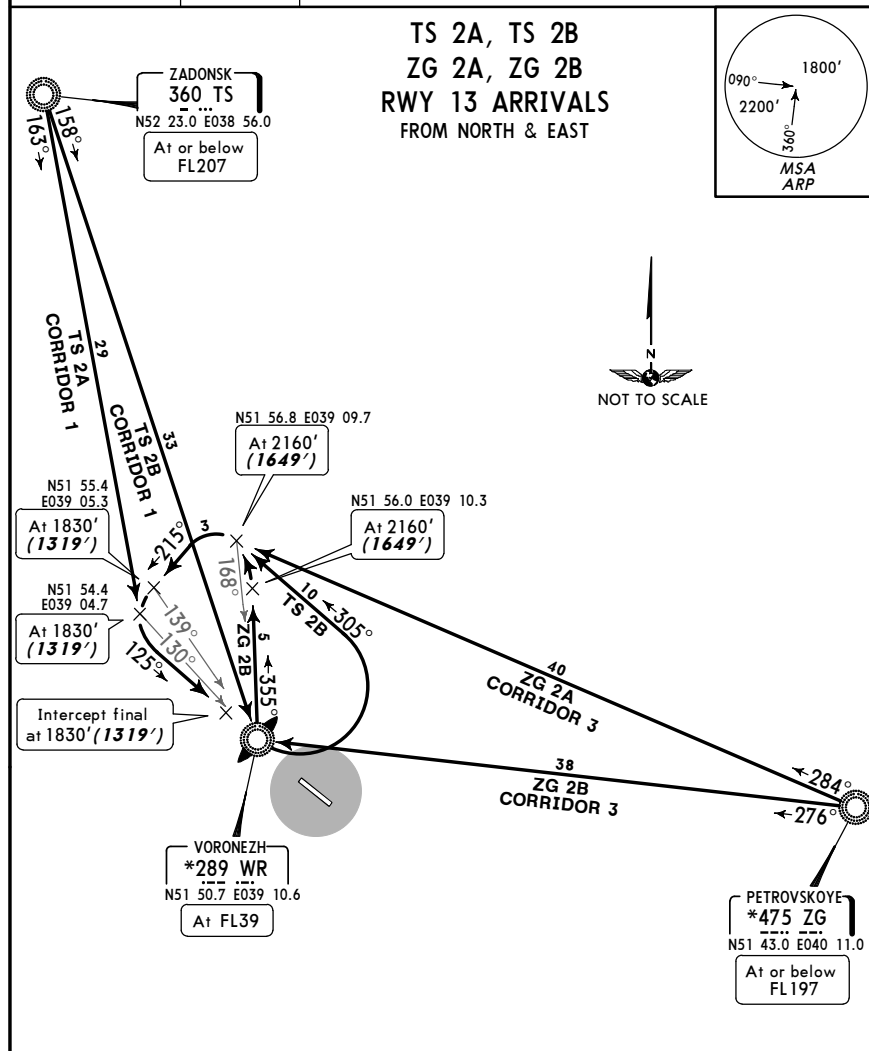 TS 2A, TS 2B
ZG 2A, ZG 2B
RWY 13 ARRIVALS
FROM NORTH & EAST
1800'
090°
2200'
360°
MSA
ARP
ZADONSK
360 TS
N52 23.0 E038 56.0
At or below
FL207
158°
163°
N
NOT TO SCALE
29
TS 2A
CORRIDOR 1
33
TS 2B
CORRIDOR 1
N51 56.8 E039 09.7
At 2160'
(1649')
N51 56.0 E039 10.3
At 2160'
(1649')
N51 55.4
E039 05.3
At 1830'
(1319')
N51 54.4
E039 04.7
At 1830'
(1319')
215°
3
168°
139°
130°
125°
10
305°
TS 2B
5
ZG 2B
355°
Intercept final
at 1830' (1319')
40
ZG 2A
CORRIDOR 3
38
ZG 2B
CORRIDOR 3
284°
276°
VORONEZH
*289 WR
N51 50.7 E039 10.6
At FL39
PETROVSKOYE
*475 ZG
N51 43.0 E040 11.0
At or below
FL197